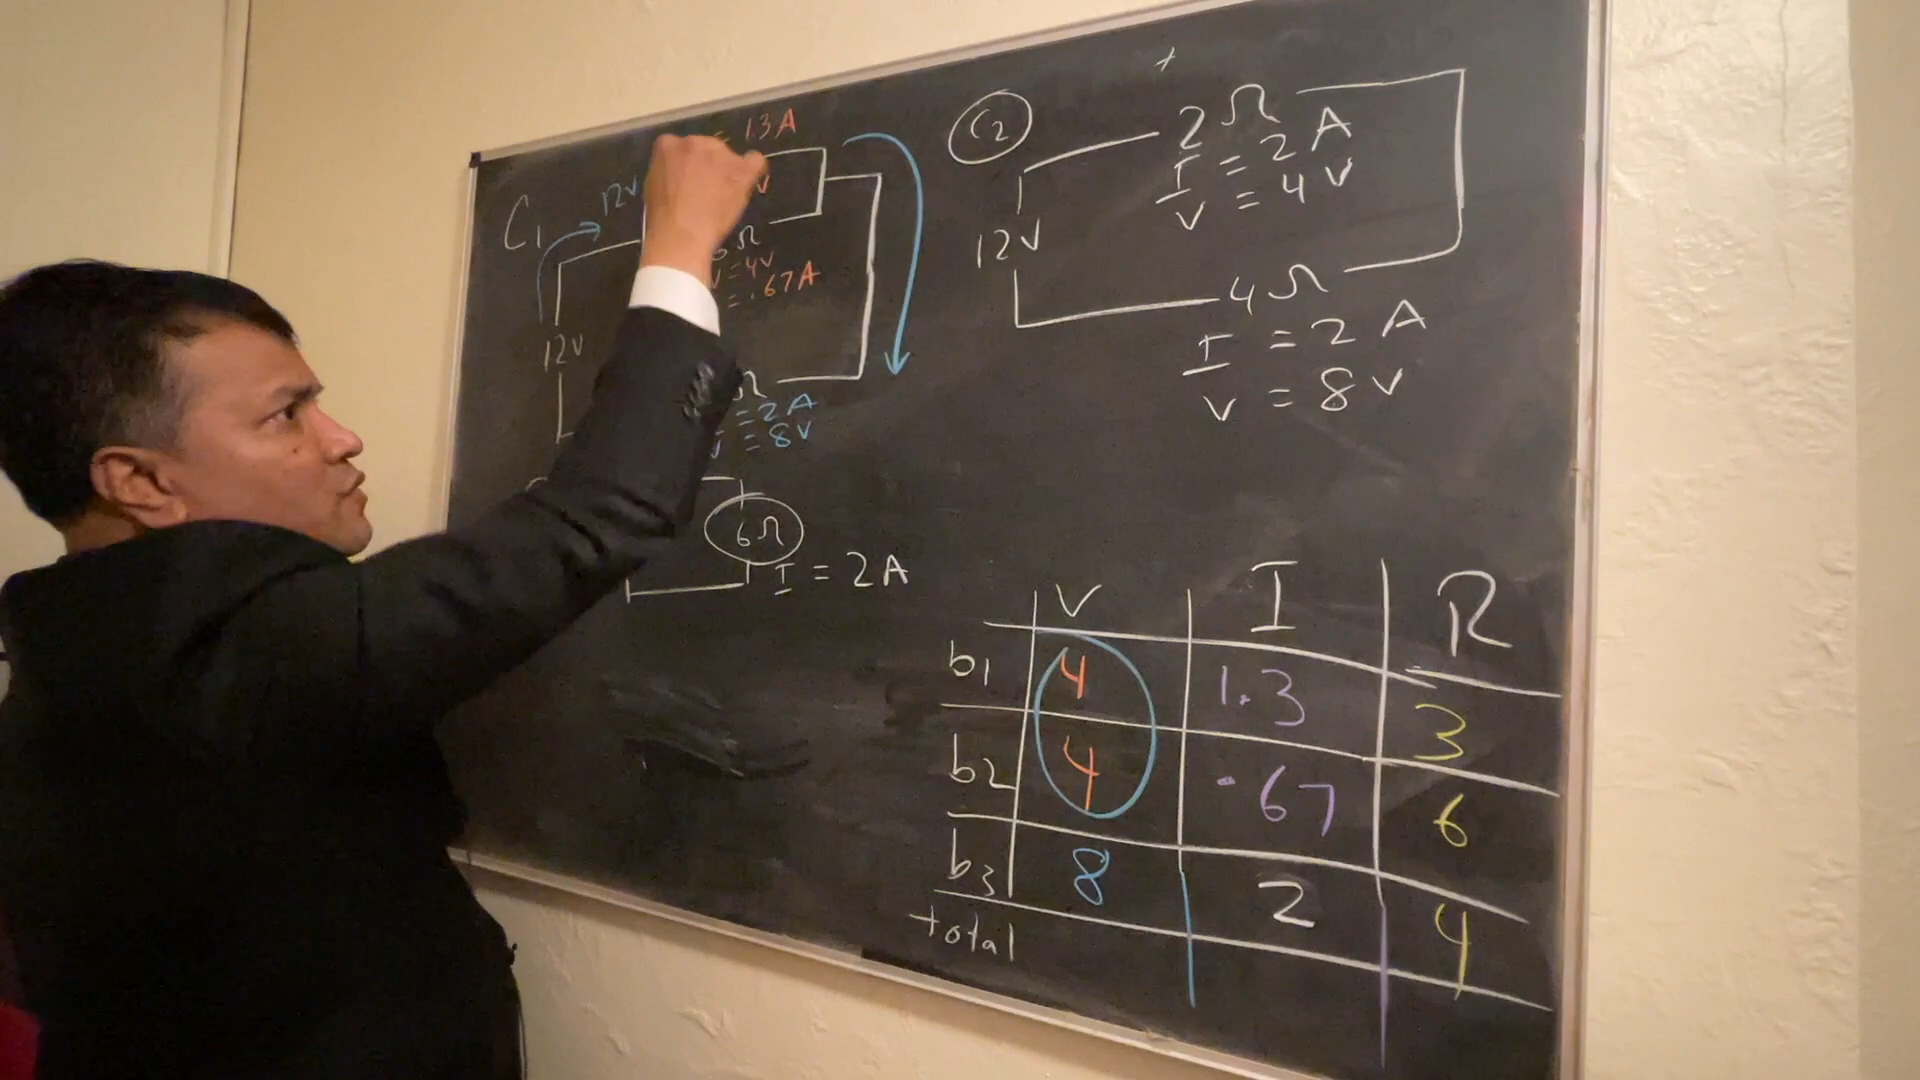 = 1.3A
C1
12V
V
Ω
V=4V
= .67A
12V
Ω
=2A
V = 8V
6Ω
I = 2A
C2
+
2Ω
I = 2A
V = 4V
12V
4Ω
I = 2A
V = 8V
V I R
b1 4 1.3 3
b2 4 .67 6
b3 8 2 4
total